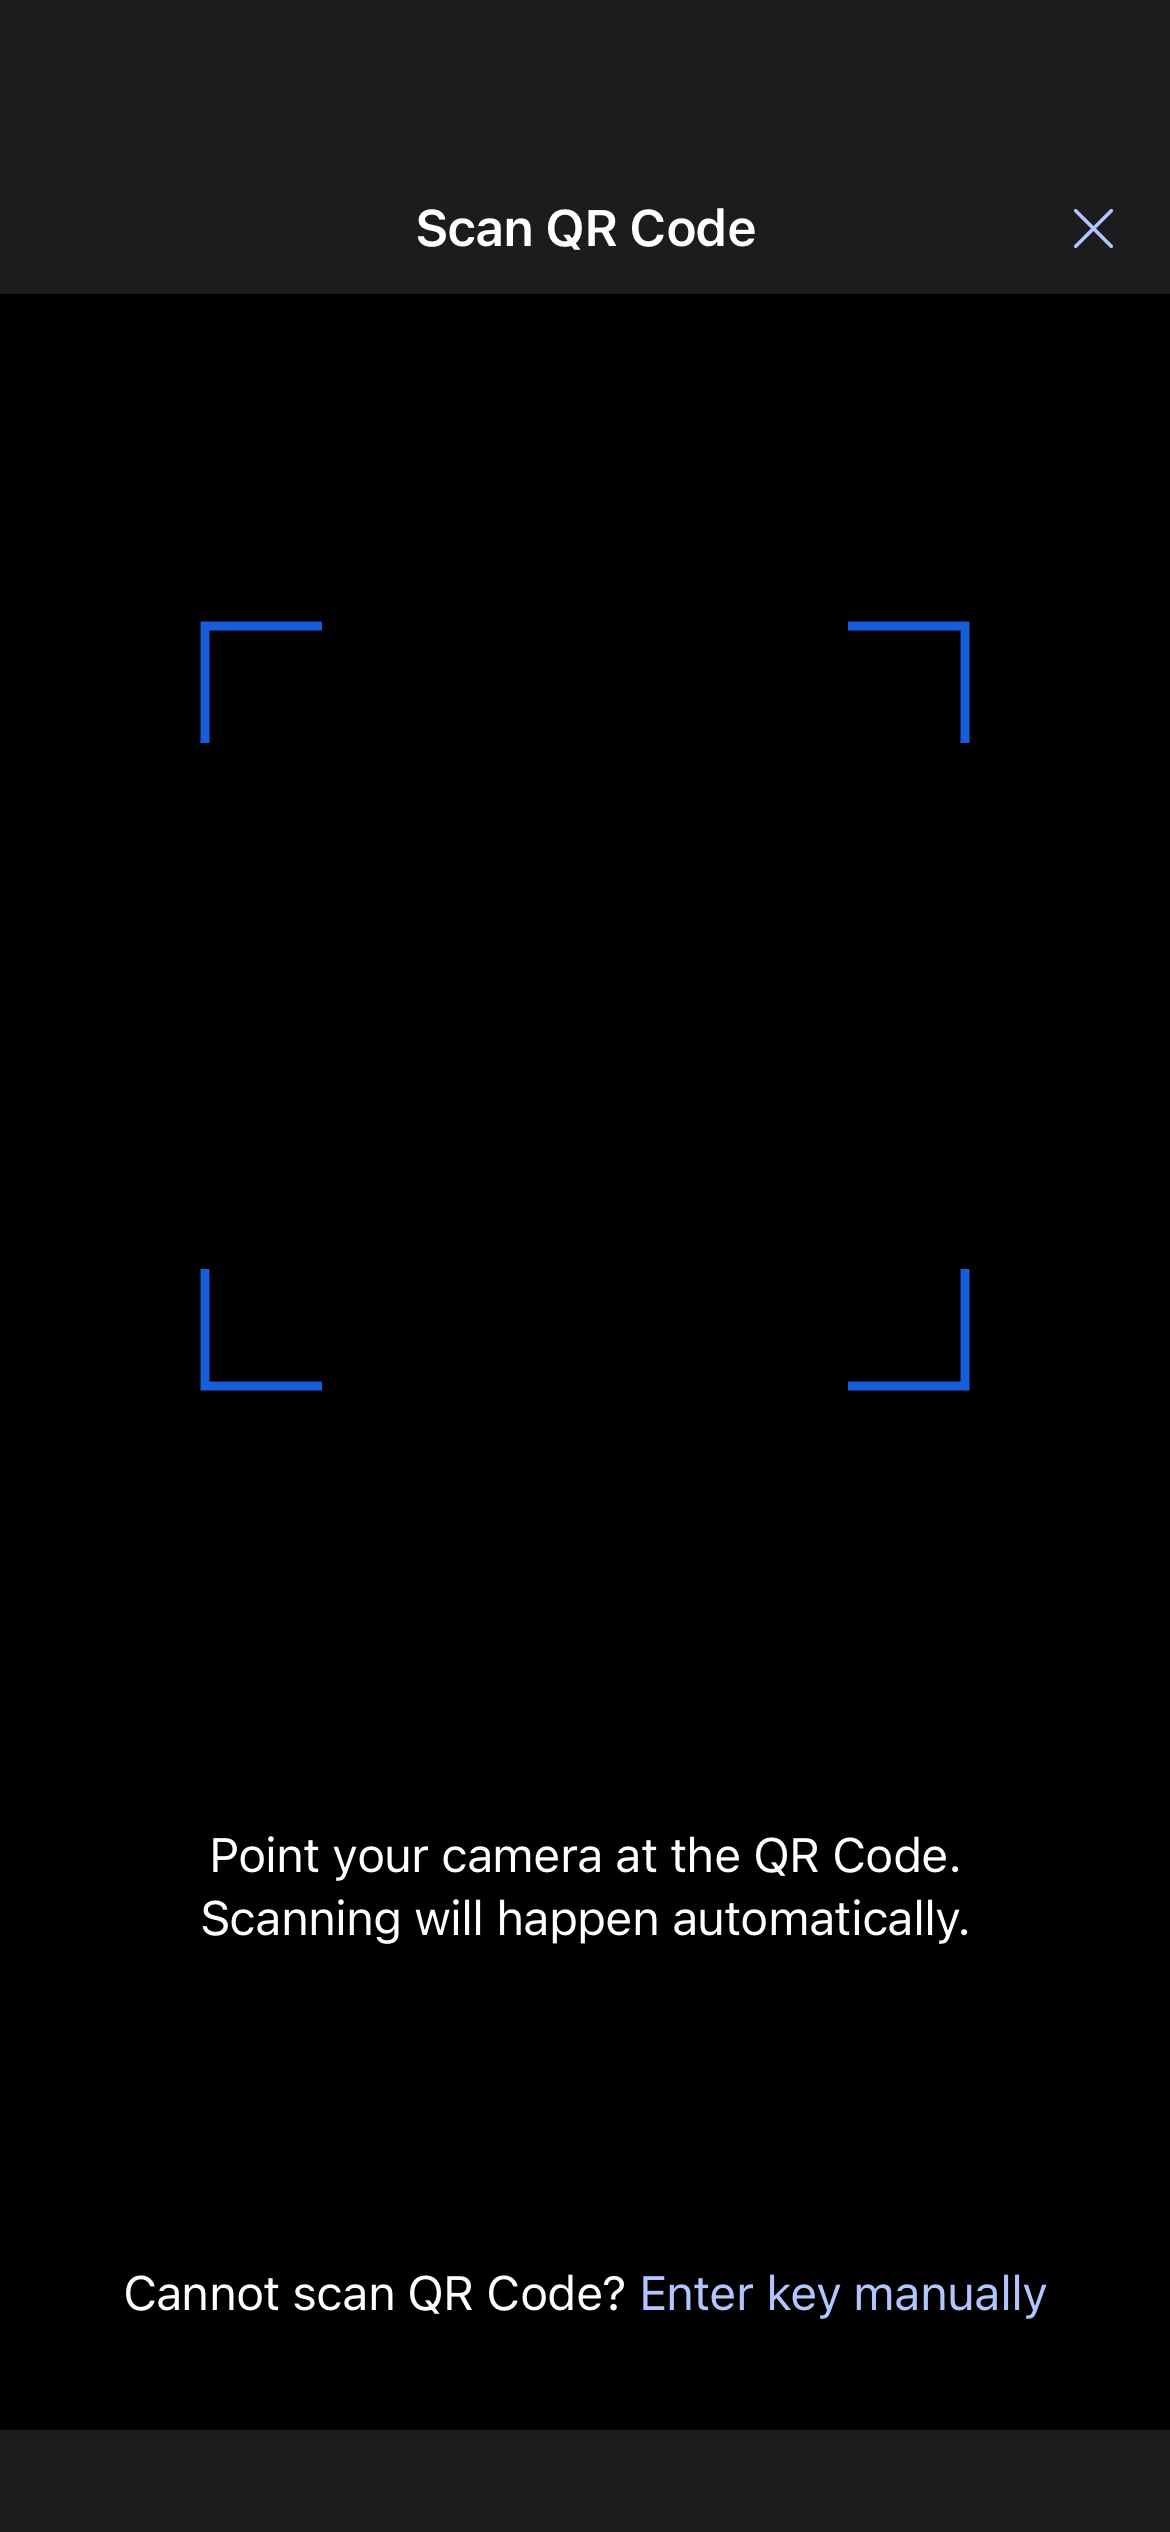 Scan QR Code
Point your camera at the QR Code.
Scanning will happen automatically.
Cannot scan QR Code? Enter key manually